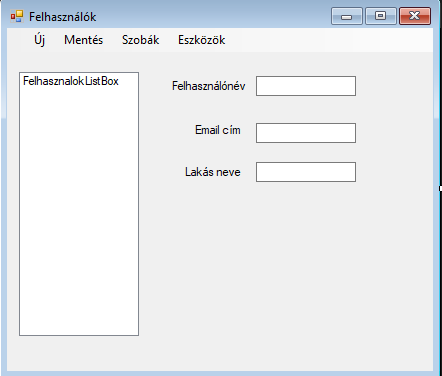 Felhasználók
Új Mentés Szobák Eszközök
FelhasznalokListBox
Felhasználónév
Email cím
Lakás neve